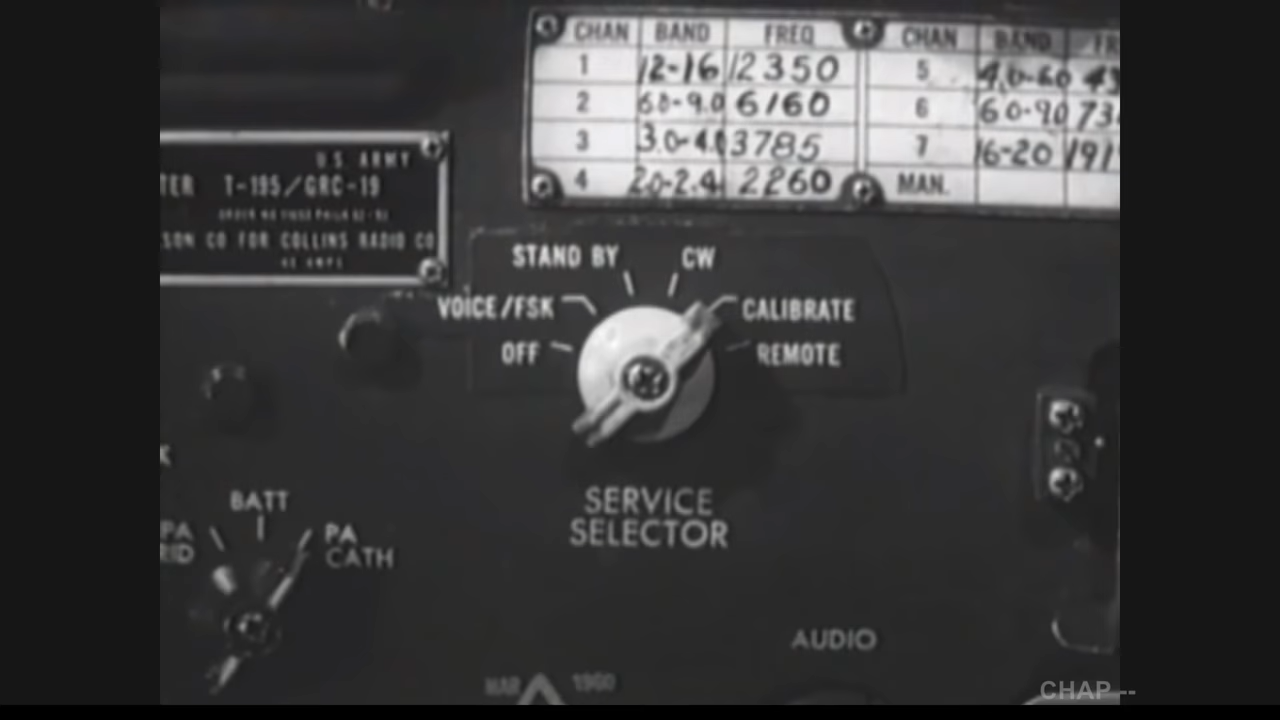 CHAN BAND FREQ CHAN BAND FR
1 12-16 12350 5 4.0-6.0 43
2 6.0-9.0 6160 6 6.0-9.0 73
3 3.0-4.0 3785 7 16-20 191
4 2.0-2.4 2260 MAN.
U.S. ARMY
TER T-195/GRC-19
SON CO FOR COLLINS RADIO CO
STAND BY CW
VOICE/FSK CALIBRATE
OFF REMOTE
SERVICE
SELECTOR
K
BATT
PA PA
RID CATH
AUDIO
MAR 1960
CHAP --